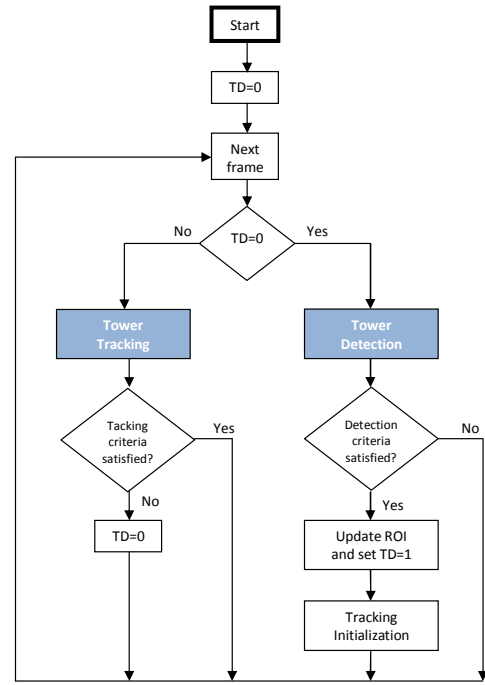 Start
TD=0
Next
frame
TD=0
No
Yes
Tower
Tracking
Tower
Detection
Tacking
criteria
satisfied?
Yes
No
Detection
criteria
satisfied?
No
Yes
TD=0
Update ROI
and set TD=1
Tracking
Initialization